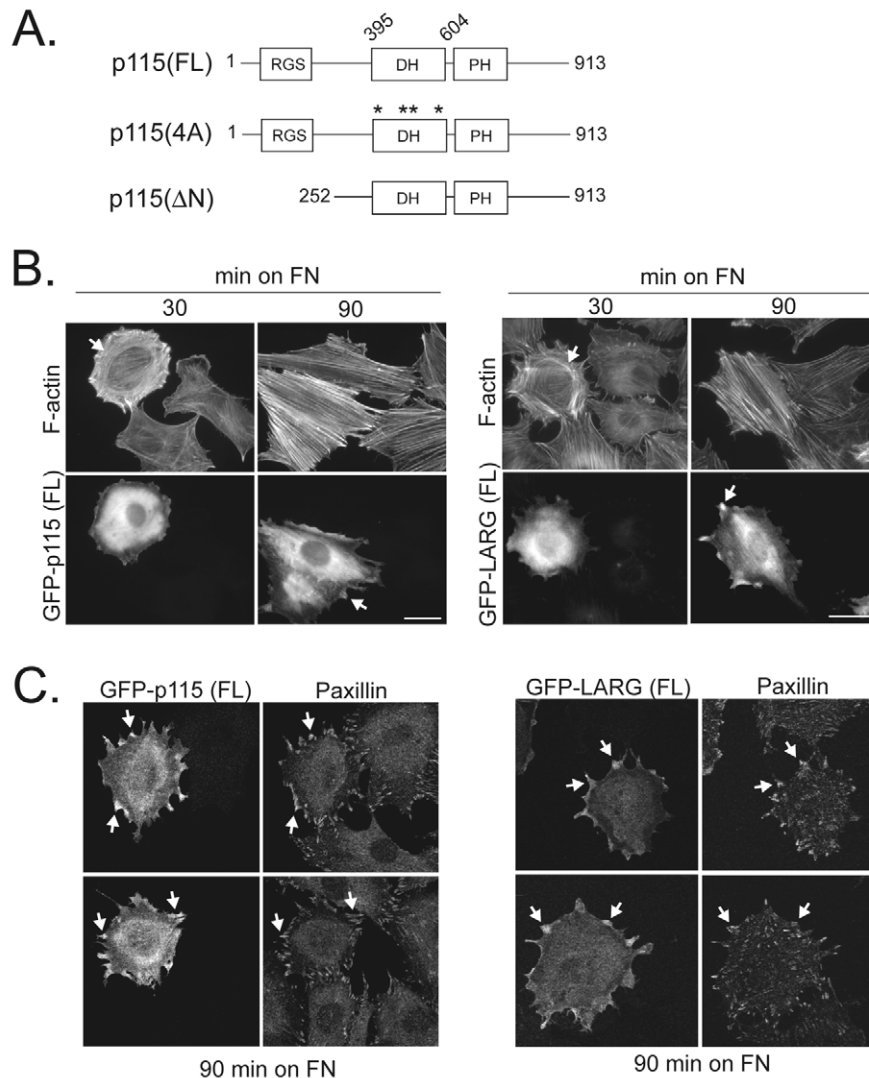 A.
395 604
p115(FL) 1 RGS DH PH 913
* ** *
p115(4A) 1 RGS DH PH 913
p115(ΔN) 252 DH PH 913
B.
min on FN
30 90
F-actin
GFP-p115 (FL)
min on FN
30 90
F-actin
GFP-LARG (FL)
C.
GFP-p115 (FL) Paxillin
90 min on FN
GFP-LARG (FL) Paxillin
90 min on FN